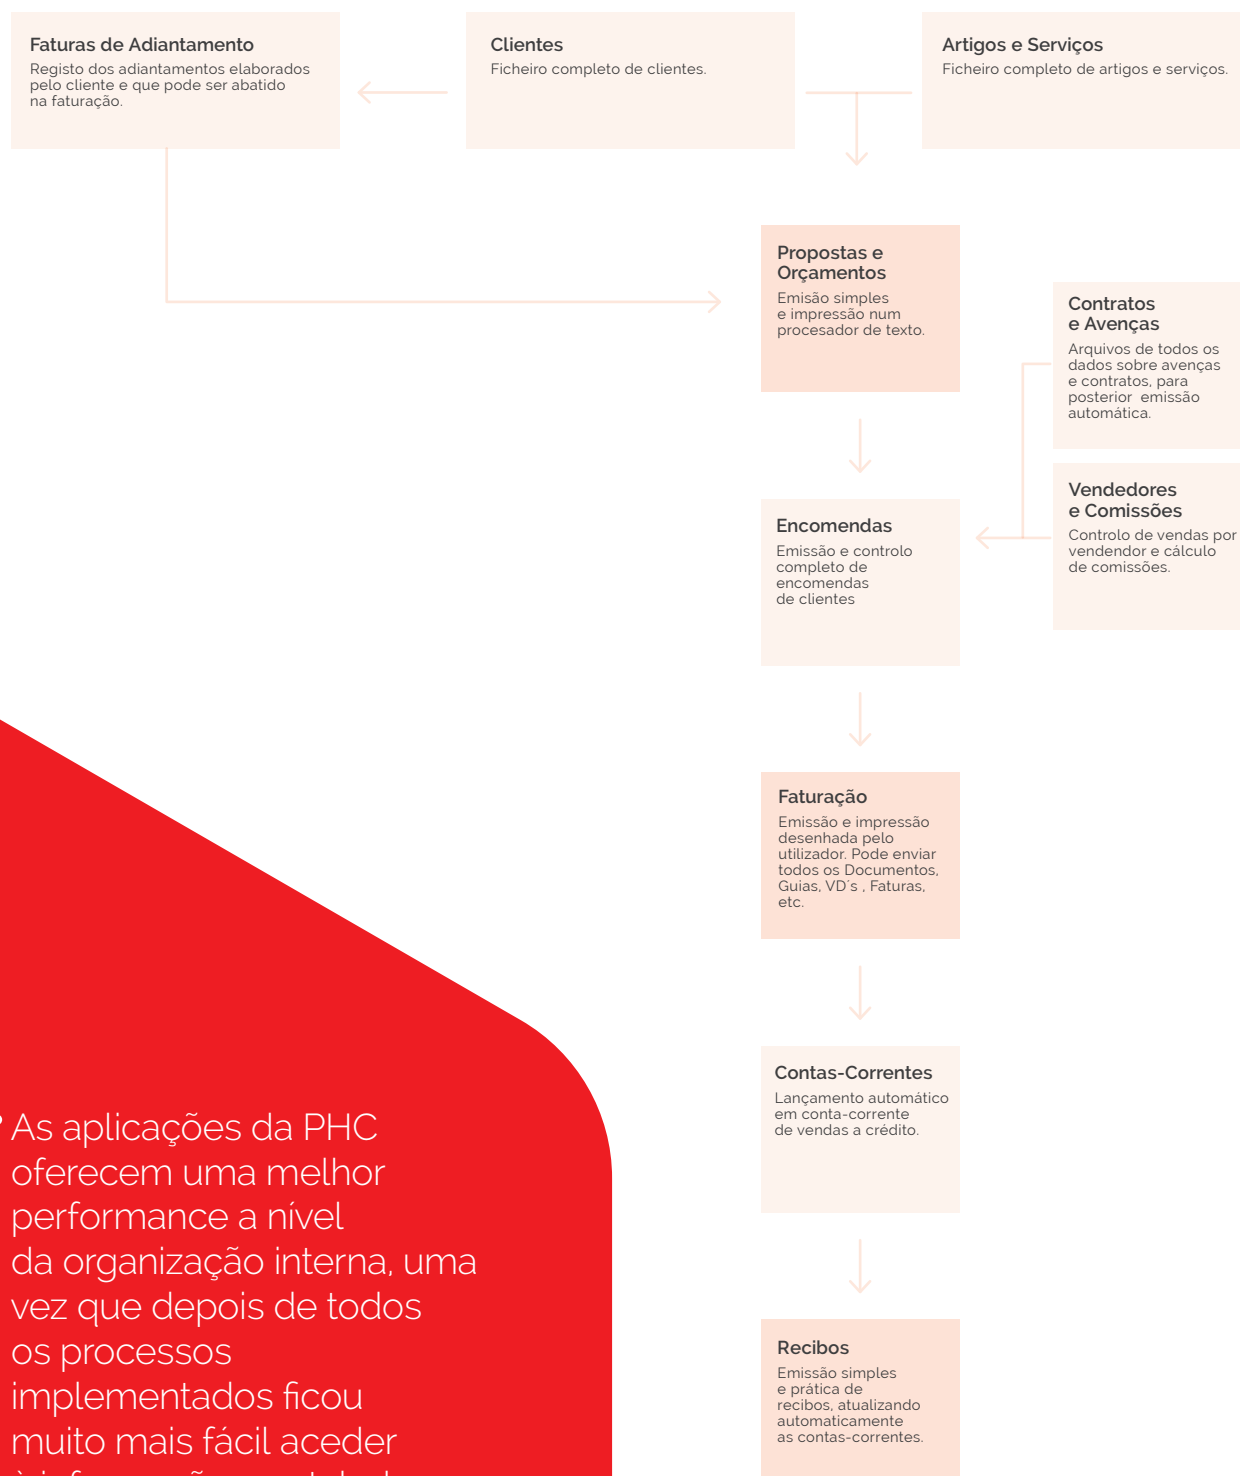 Faturas de Adiantamento
Registo dos adiantamentos elaborados
pelo cliente e que pode ser abatido
na faturação.
Clientes
Ficheiro completo de clientes.
Artigos e Serviços
Ficheiro completo de artigos e serviços.
Propostas e
Orçamentos
Emisão simples
e impressão num
procesador de texto.
Contratos
e Avenças
Arquivos de todos os
dados sobre avenças
e contratos, para
posterior emissão
automática.
Vendedores
e Comissões
Controlo de vendas por
vendendor e cálculo
de comissões.
Encomendas
Emissão e controlo
completo de
encomendas
de clientes
Faturação
Emissão e impressão
desenhada pelo
utilizador. Pode enviar
todos os Documentos,
Guias, VD´s , Faturas,
etc.
Contas-Correntes
Lançamento automático
em conta-corrente
de vendas a crédito.
Recibos
Emissão simples
e prática de
recibos, atualizando
automaticamente
as contas-correntes.
As aplicações da PHC
oferecem uma melhor
performance a nível
da organização interna, uma
vez que depois de todos
os processos
implementados ficou
muito mais fácil aceder